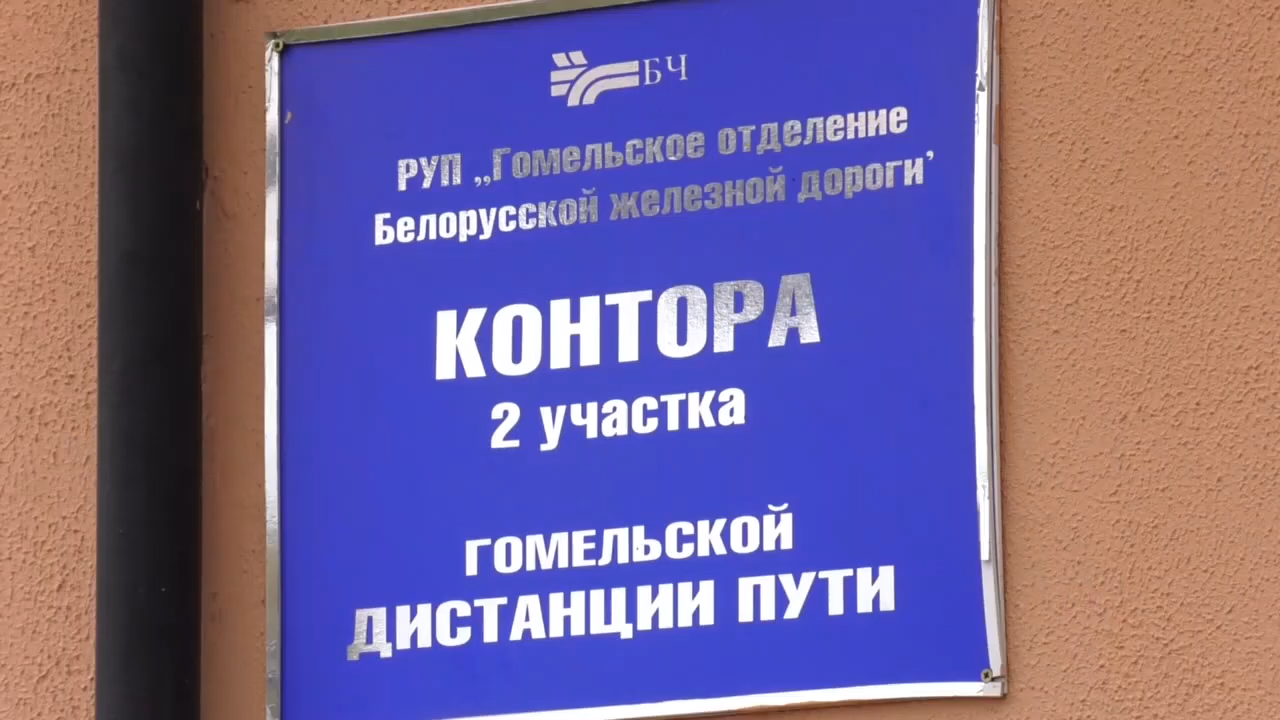 БЧ
РУП „Гомельское отделение
Белорусской железной дороги’
КОНТОРА
2 участка
ГОМЕЛЬСКОЙ
ДИСТАНЦИИ ПУТИ